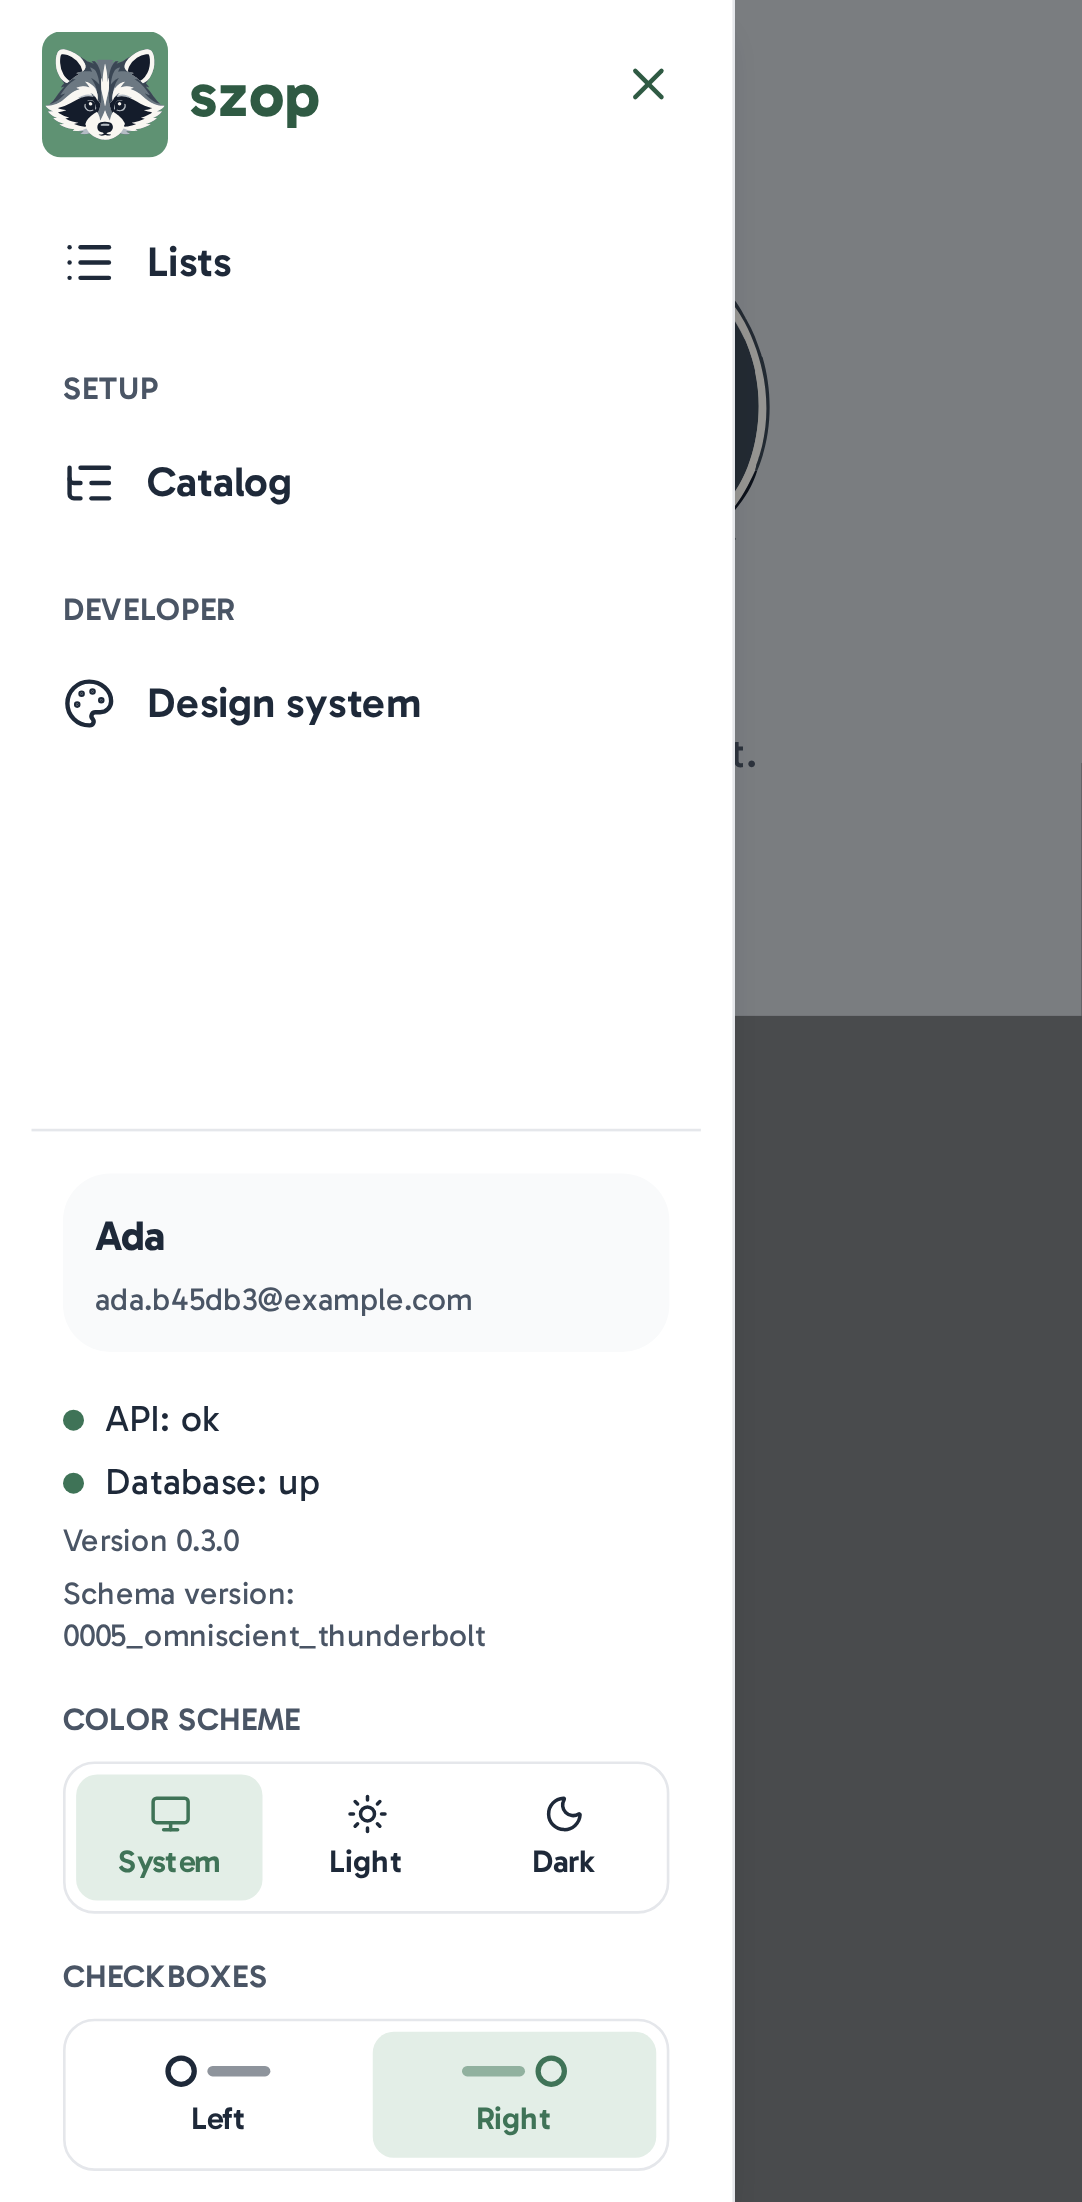 szop
Lists
SETUP
Catalog
DEVELOPER
Design system
t.
Ada
ada.b45db3@example.com
API: ok
Database: up
Version 0.3.0
Schema version:
0005_omniscient_thunderbolt
COLOR SCHEME
System
Light
Dark
CHECKBOXES
Left
Right